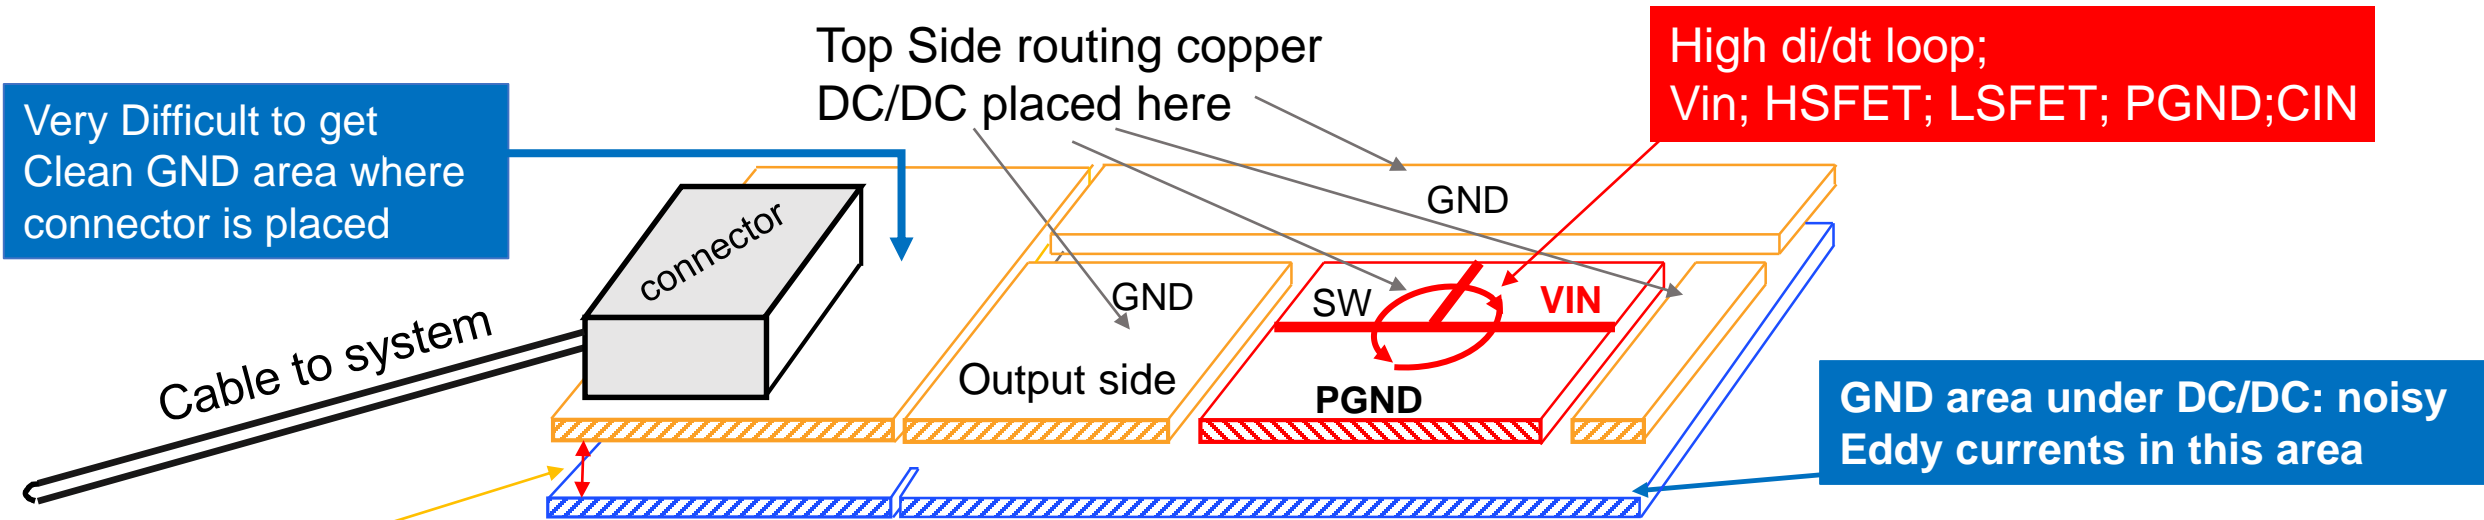 Top Side routing copper
DC/DC placed here
High di/dt loop;
Vin; HSFET; LSFET; PGND;CIN
Very Difficult to get
Clean GND area where
connector is placed
connector
GND
GND
SW
VIN
Cable to system
Output side
PGND
GND area under DC/DC: noisy
Eddy currents in this area